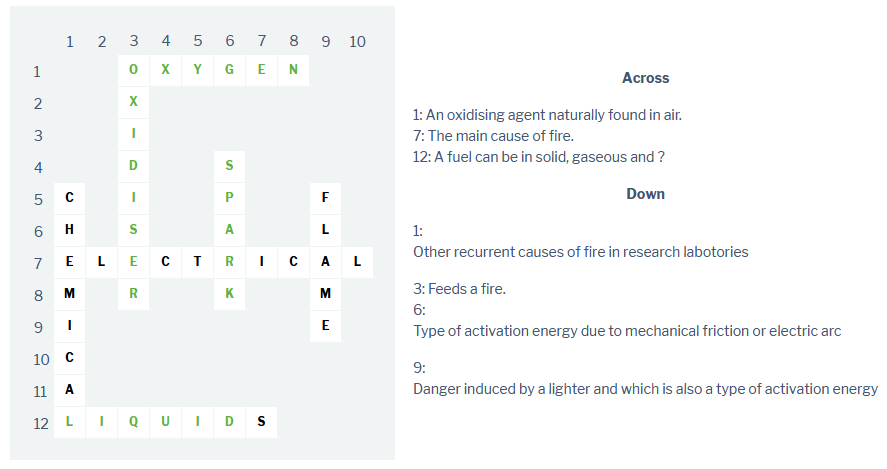 1 2 3 4 5 6 7 8 9 10
1 O X Y G E N
2 X
3 I
4 D S
5 C I P F
6 H S A L
7 E L E C T R I C A L
8 M R K M
9 I E
10 C
11 A
12 L I Q U I D S
Across
1: An oxidising agent naturally found in air.
7: The main cause of fire.
12: A fuel can be in solid, gaseous and ?
Down
1:
Other recurrent causes of fire in research labotories
3: Feeds a fire.
6:
Type of activation energy due to mechanical friction or electric arc
9:
Danger induced by a lighter and which is also a type of activation energy